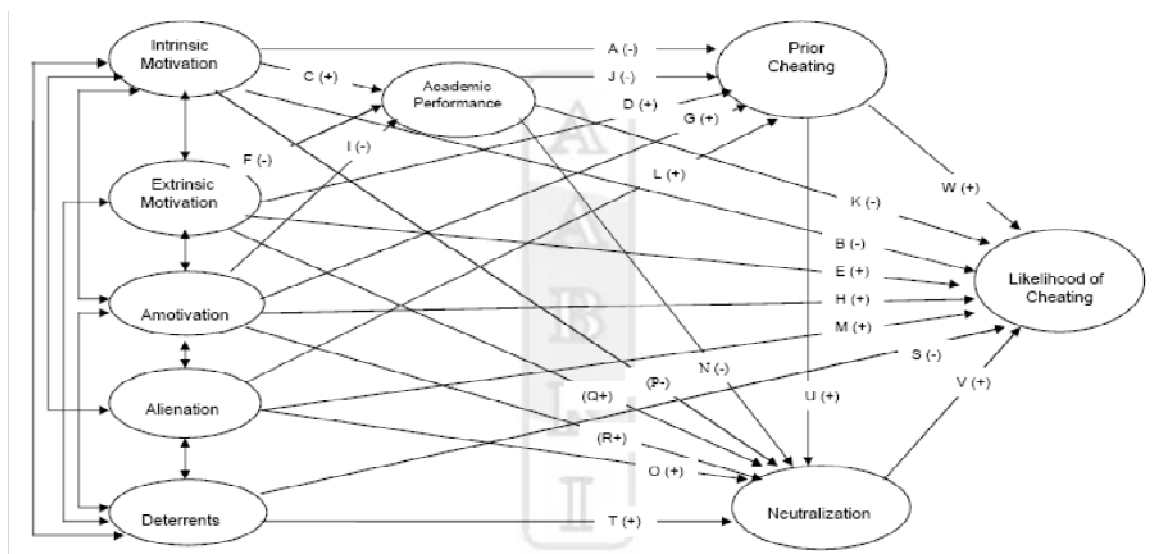 Intrinsic
Motivation
A (-)
Prior
Cheating
C (+)
Academic
Performance
J (-)
D (+)
G (+)
F (-)
I (-)
L (+)
Extrinsic
Motivation
W (+)
K (-)
B (-)
E (+)
Likelihood of
Cheating
H (+)
Amotivation
M (+)
S (-)
N (-)
(P-)
V (+)
(Q+)
U (+)
Alienation
(R+)
O (+)
Deterrents
T (+)
Neutralization